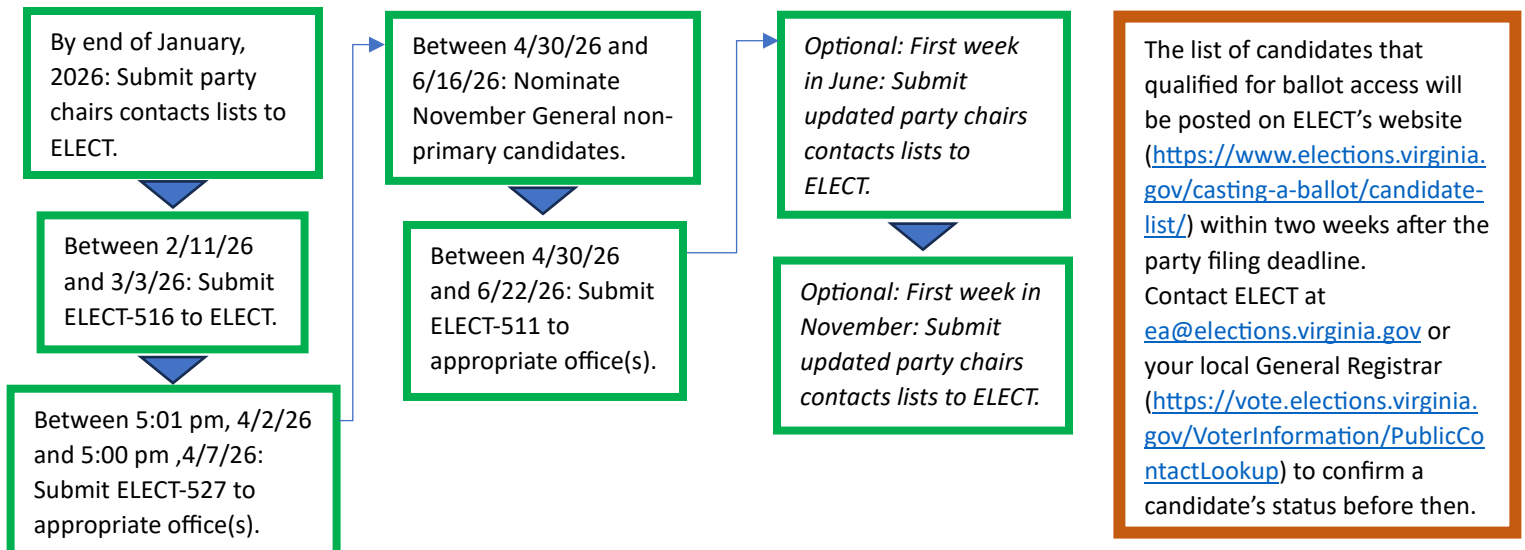 By end of January,
2026: Submit party
chairs contacts lists to
ELECT.
Between 2/11/26
and 3/3/26: Submit
ELECT-516 to ELECT.
Between 5:01 pm, 4/2/26
and 5:00 pm ,4/7/26:
Submit ELECT-527 to
appropriate office(s).
Between 4/30/26 and
6/16/26: Nominate
November General non-
primary candidates.
Between 4/30/26
and 6/22/26: Submit
ELECT-511 to
appropriate office(s).
Optional: First week
in June: Submit
updated party chairs
contacts lists to
ELECT.
Optional: First week in
November: Submit
updated party chairs
contacts lists to ELECT.
The list of candidates that
qualified for ballot access will
be posted on ELECT’s website
(https://www.elections.virginia.
gov/casting-a-ballot/candidate-
list/) within two weeks after the
party filing deadline.
Contact ELECT at
ea@elections.virginia.gov or
your local General Registrar
(https://vote.elections.virginia.
gov/VoterInformation/PublicCo
ntactLookup) to confirm a
candidate’s status before then.